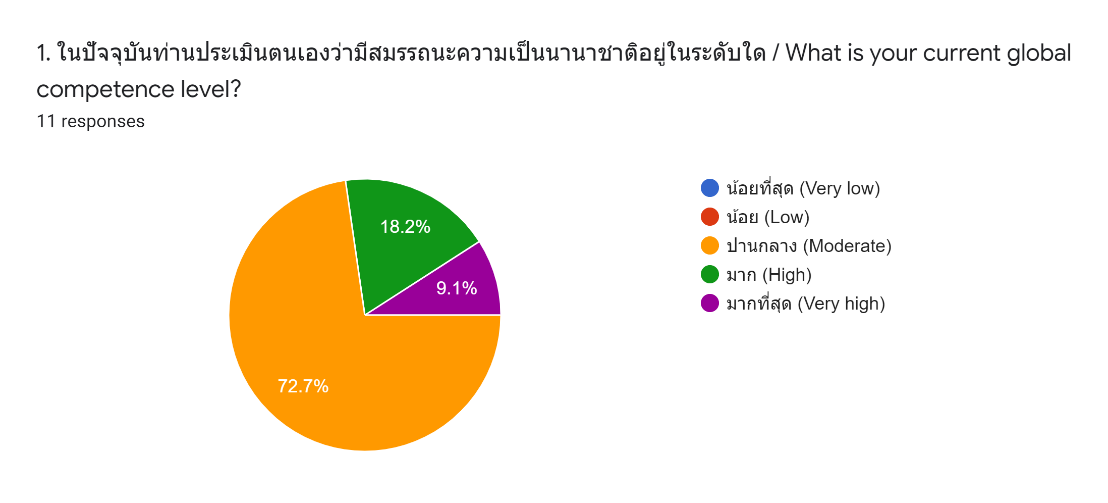 1. ในปัจจุบันท่านประเมินตนเองว่ามีสมรรถนะความเป็นนานาชาติอยู่ในระดับใด / What is your current global
competence level?
11 responses
18.2%
9.1%
72.7%
น้อยที่สุด (Very low)
น้อย (Low)
ปานกลาง (Moderate)
มาก (High)
มากที่สุด (Very high)